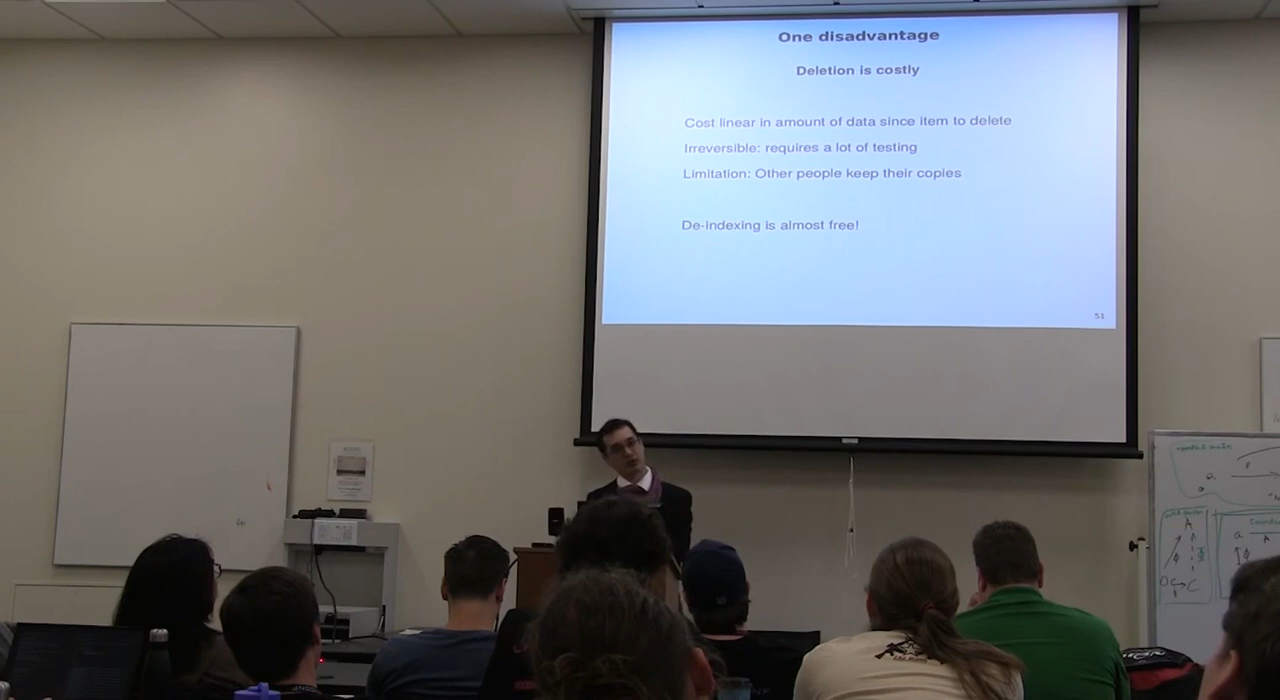 One disadvantage
Deletion is costly
Cost linear in amount of data since item to delete
Irreversible: requires a lot of testing
Limitation: Other people keep their copies
De-indexing is almost free!
51